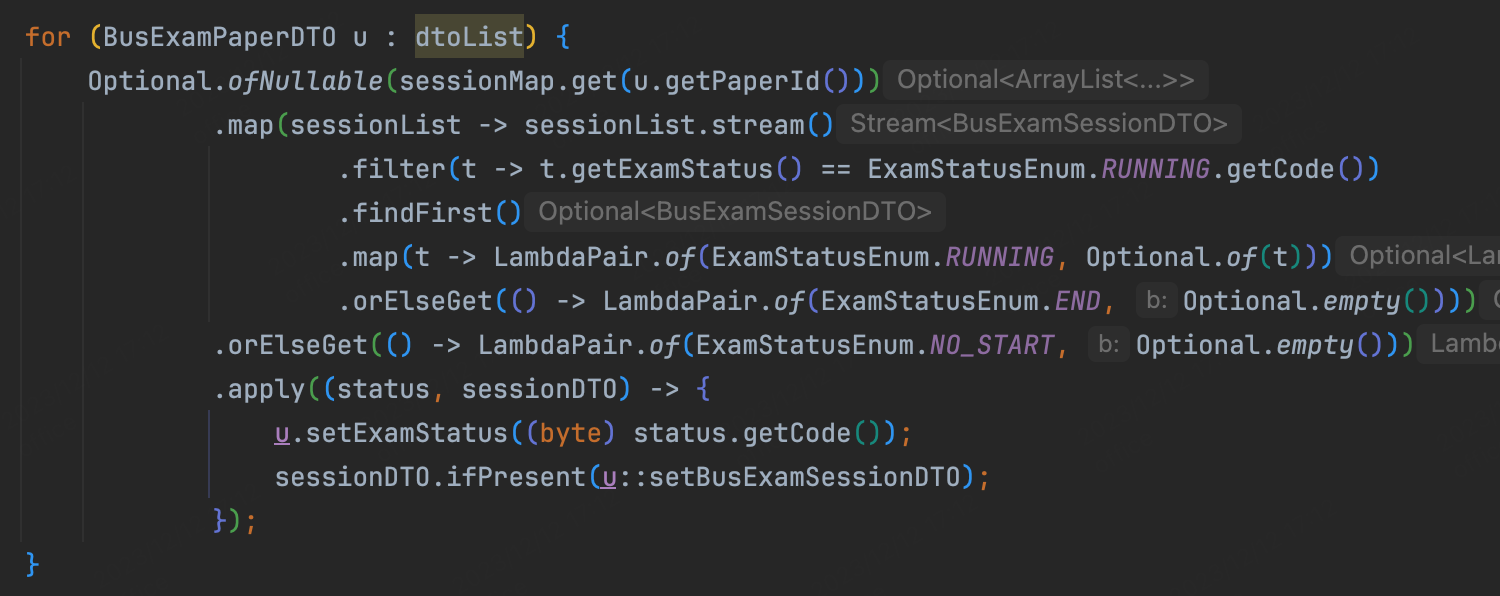 for (BusExamPaperDTO u : dtoList) {
Optional.ofNullable(sessionMap.get(u.getPaperId())) Optional<ArrayList<...>>
.map(sessionList -> sessionList.stream() Stream<BusExamSessionDTO>
.filter(t -> t.getExamStatus() == ExamStatusEnum.RUNNING.getCode())
.findFirst() Optional<BusExamSessionDTO>
.map(t -> LambdaPair.of(ExamStatusEnum.RUNNING, Optional.of(t))) Optional<La
.orElseGet(() -> LambdaPair.of(ExamStatusEnum.END, b: Optional.empty())))
.orElseGet(() -> LambdaPair.of(ExamStatusEnum.NO_START, b: Optional.empty())) Lamb
.apply((status, sessionDTO) -> {
u.setExamStatus((byte) status.getCode());
sessionDTO.ifPresent(u::setBusExamSessionDTO);
});
}